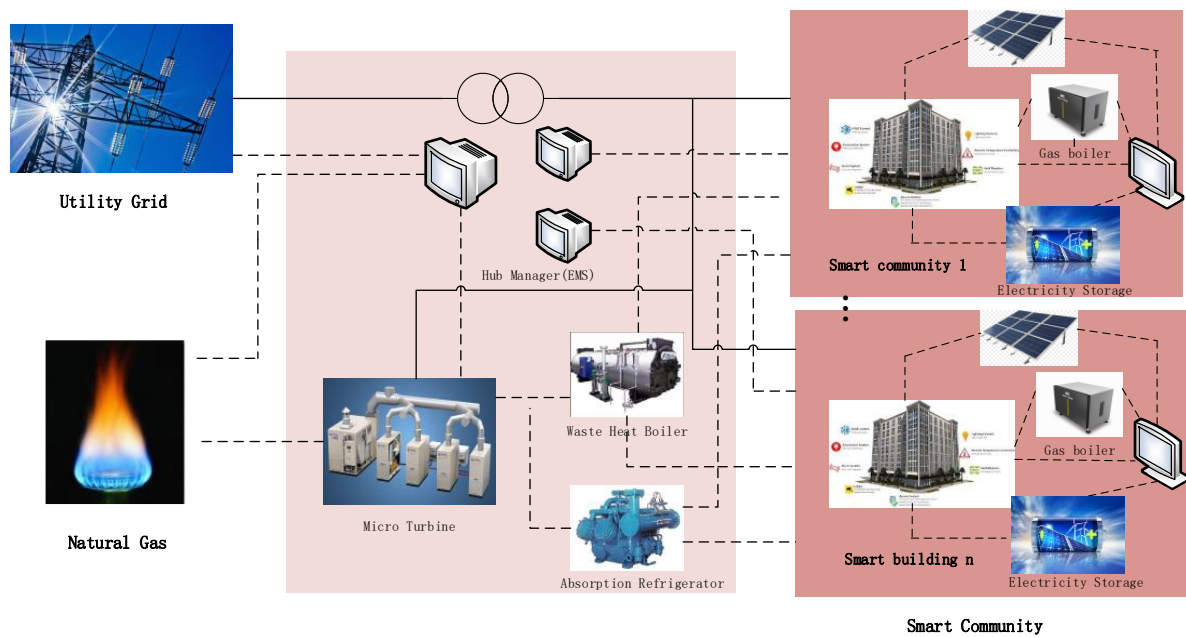 Utility Grid
Natural Gas
Hub Manager(EMS)
Micro Turbine
Waste Heat Boiler
Absorption Refrigerator
Gas boiler
Smart community 1
Electricity Storage
Gas boiler
Smart building n
Electricity Storage
Smart Community